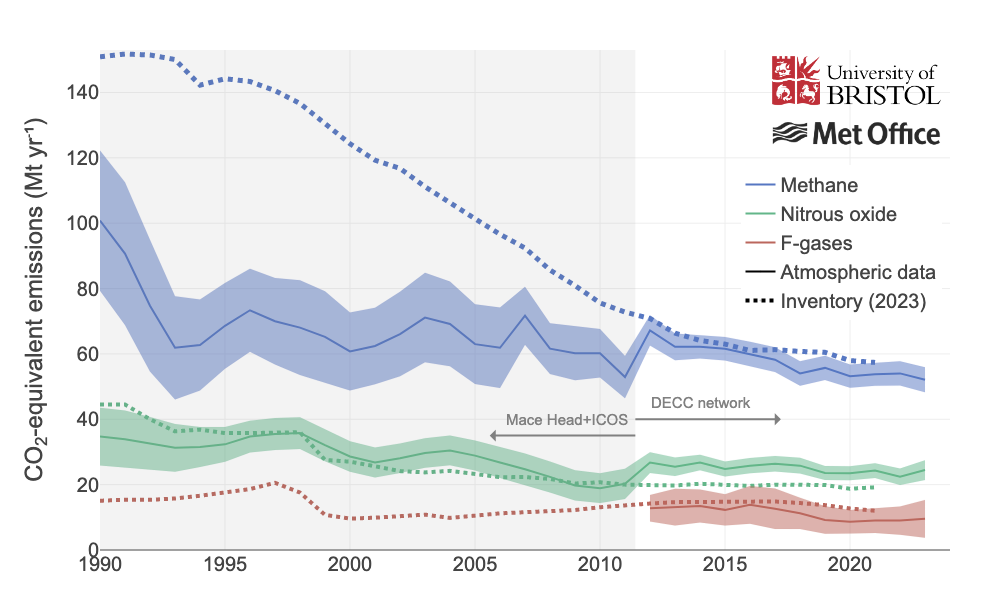 University of
BRISTOL
Met Office
CO₂-equivalent emissions (Mt yr⁻¹)
140
120
100
80
60
40
20
0
Methane
Nitrous oxide
F-gases
Atmospheric data
Inventory (2023)
DECC network
Mace Head+ICOS
1990
1995
2000
2005
2010
2015
2020